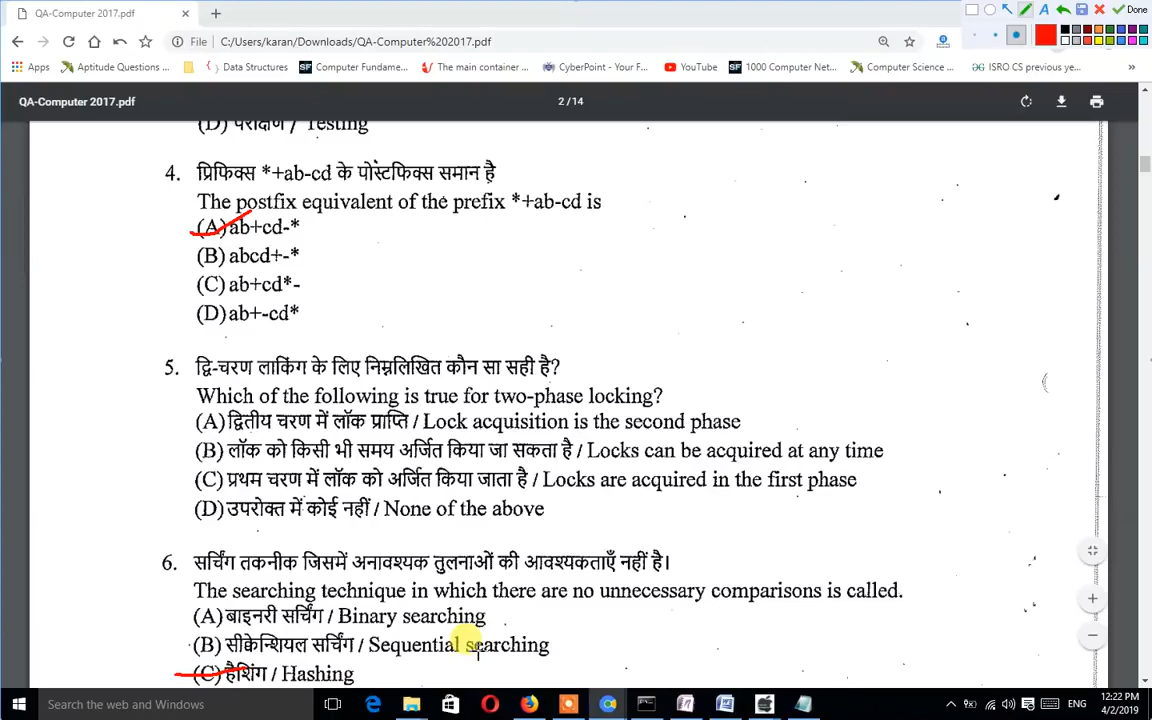 QA-Computer 2017.pdf
Done
File | C:/Users/karan/Downloads/QA-Computer%202017.pdf
Apps Aptitude Questions ... Data Structures SF Computer Fundame... The main container ... CyberPoint - Your F... YouTube SF 1000 Computer Net... Computer Science ... GG ISRO CS previous ye... »
QA-Computer 2017.pdf 2 / 14
(D) परीक्षण / Testing
4. प्रिफिक्स *+ab-cd के पोस्टफिक्स समान है
The postfix equivalent of the prefix *+ab-cd is
(A) ab+cd-*
(B) abcd+-*
(C) ab+cd*-
(D) ab+-cd*
5. द्वि-चरण लाकिंग के लिए निम्नलिखित कौन सा सही है?
Which of the following is true for two-phase locking?
(A) द्वितीय चरण में लॉक प्राप्ति / Lock acquisition is the second phase
(B) लॉक को किसी भी समय अर्जित किया जा सकता है / Locks can be acquired at any time
(C) प्रथम चरण में लॉक को अर्जित किया जाता है / Locks are acquired in the first phase
(D) उपरोक्त में कोई नहीं / None of the above
6. सर्चिंग तकनीक जिसमें अनावश्यक तुलनाओं की आवश्यकताएँ नहीं है।
The searching technique in which there are no unnecessary comparisons is called.
(A) बाइनरी सर्चिंग / Binary searching
(B) सीक्वेन्शियल सर्चिंग / Sequential searching
(C) हैशिंग / Hashing
Search the web and Windows
ENG
12:22 PM
4/2/2019